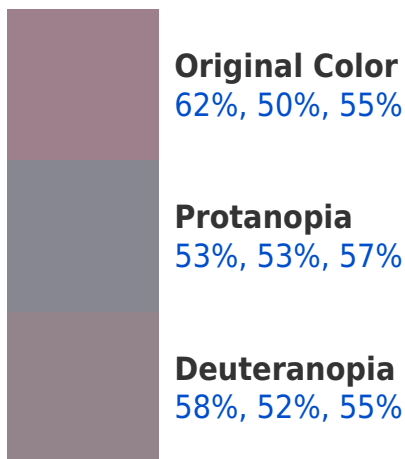 Original Color
62%, 50%, 55%
Protanopia
53%, 53%, 57%
Deuteranopia
58%, 52%, 55%